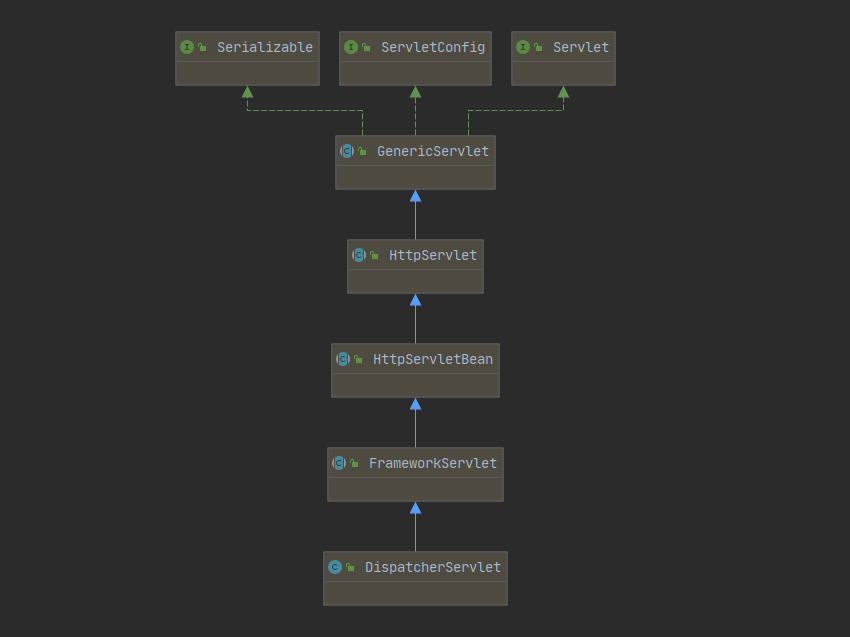 Serializable
ServletConfig
Servlet
GenericServlet
HttpServlet
HttpServletBean
FrameworkServlet
DispatcherServlet